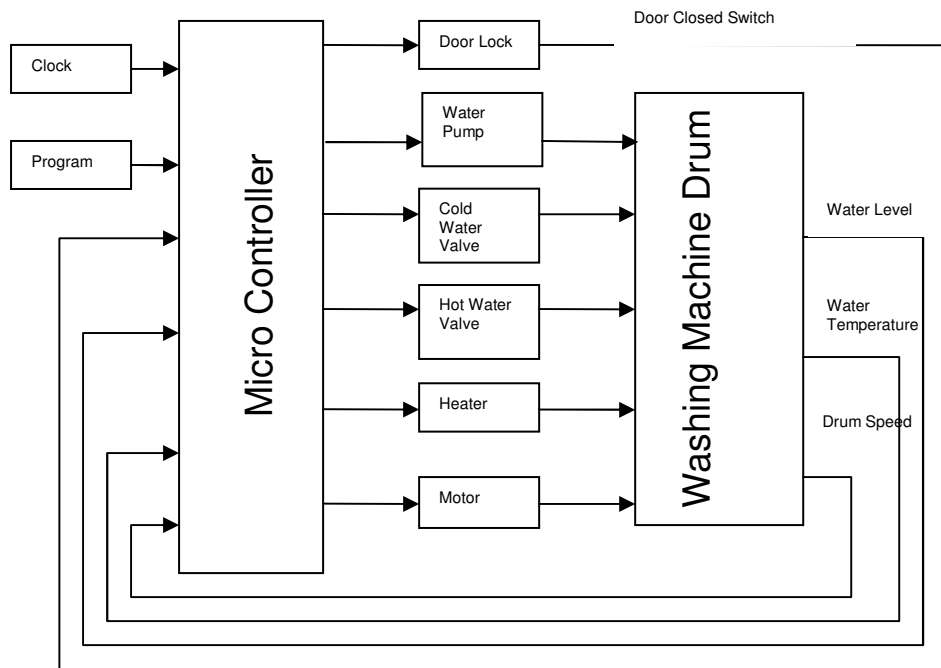 Door Closed Switch
Door Lock
Clock
Water
Pump
Program
Micro Controller
Washing Machine Drum
Cold
Water
Valve
Water Level
Hot Water
Valve
Water
Temperature
Heater
Drum Speed
Motor